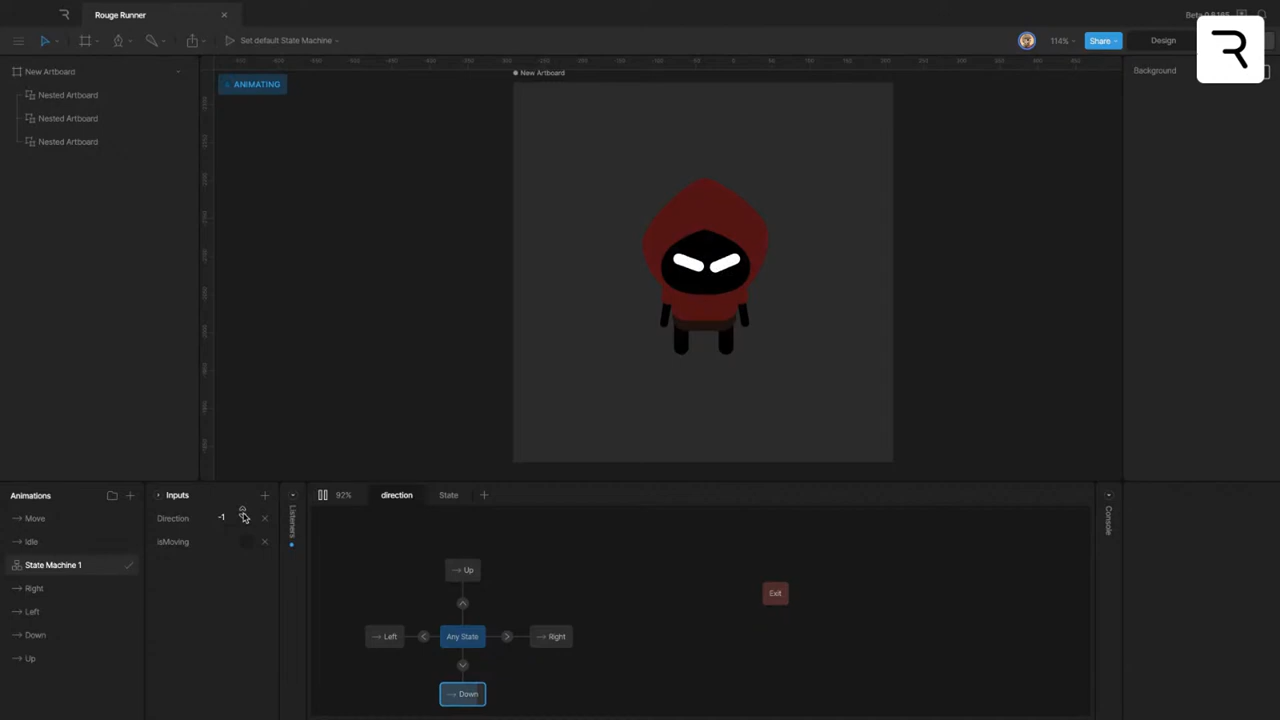 Rouge Runner
Set default State Machine
114%
Share
Design
New Artboard
Nested Artboard
Nested Artboard
Nested Artboard
ANIMATING
New Artboard
Background
Animations
Move
Idle
State Machine 1
Right
Left
Down
Up
Inputs
Direction -1
isMoving
Listeners
92%
direction
State
Up
Left
Any State
Right
Down
Exit
Console